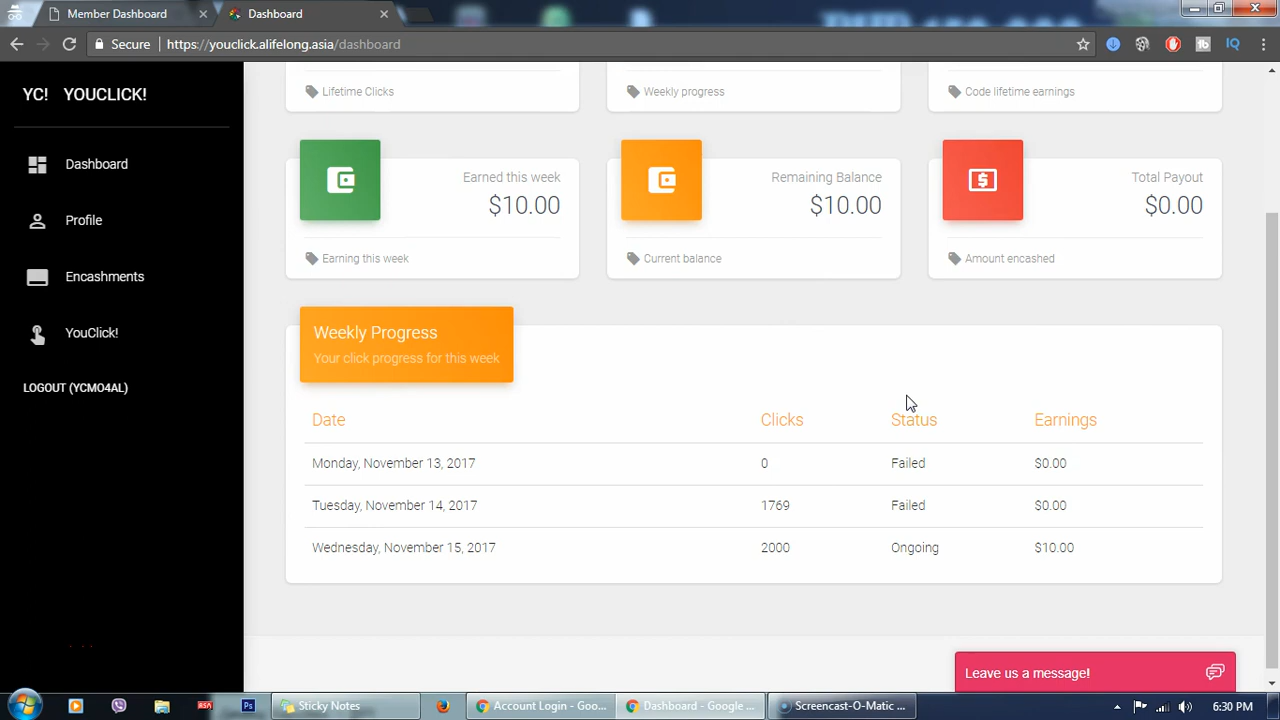 Member Dashboard
Dashboard
Secure
https://youclick.alifelong.asia/dashboard
YC! YOUCLICK!
Dashboard
Profile
Encashments
YouClick!
LOGOUT (YCMO4AL)
Lifetime Clicks
Weekly progress
Code lifetime earnings
Earned this week
$10.00
Earning this week
Remaining Balance
$10.00
Current balance
Total Payout
$0.00
Amount encashed
Weekly Progress
Your click progress for this week
Date Clicks Status Earnings
Monday, November 13, 2017 0 Failed $0.00
Tuesday, November 14, 2017 1769 Failed $0.00
Wednesday, November 15, 2017 2000 Ongoing $10.00
Leave us a message!
Sticky Notes
Account Login - Goo...
Dashboard - Google ...
Screencast-O-Matic ...
6:30 PM